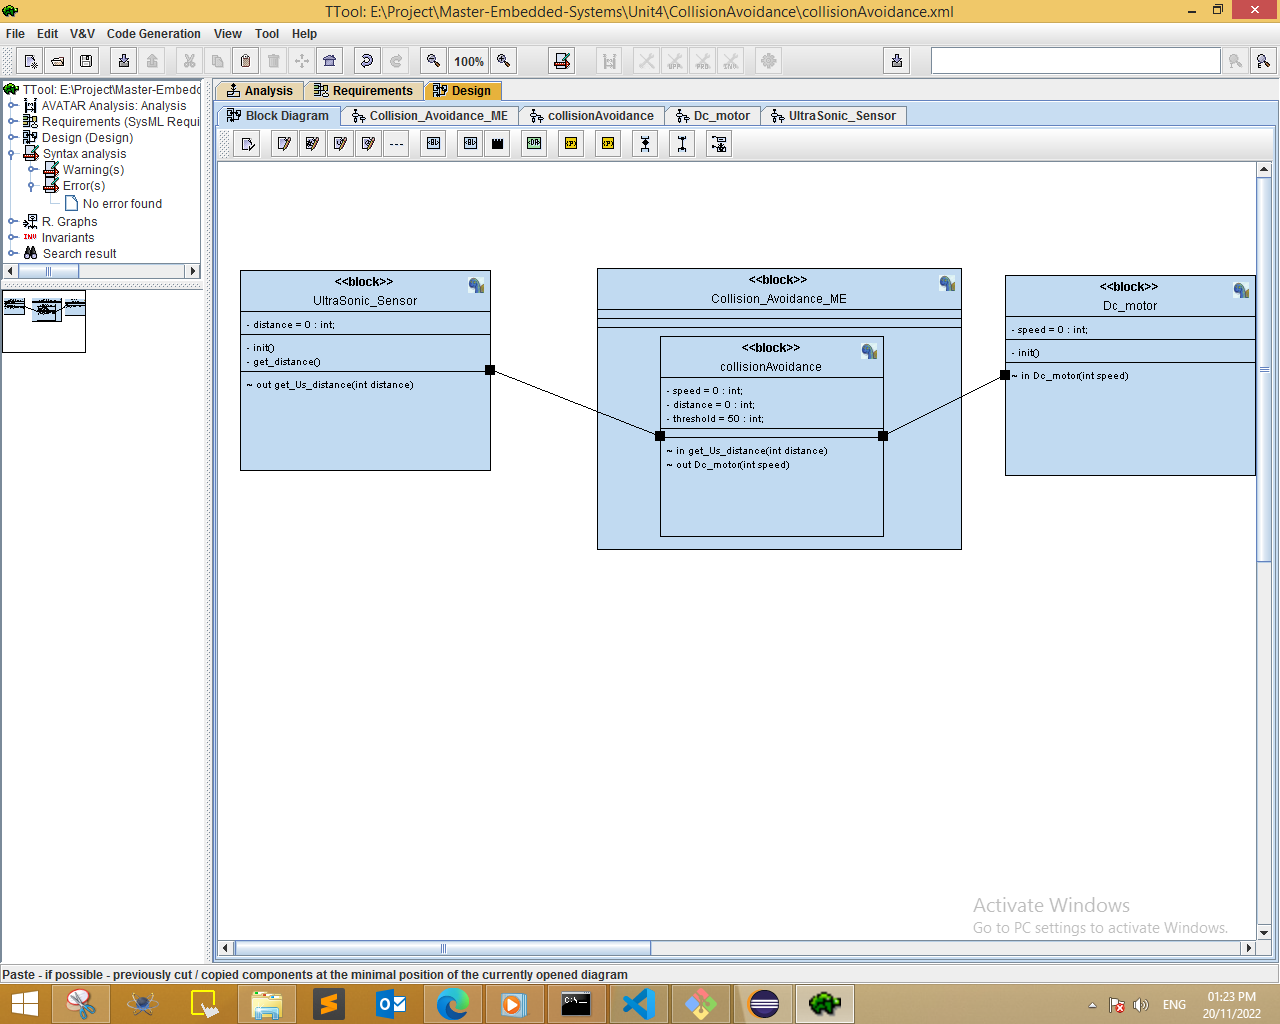 TTool: E:\Project\Master-Embedded-Systems\Unit4\CollisionAvoidance\collisionAvoidance.xml
File Edit V&V Code Generation View Tool Help
100%
TTool: E:\Project\Master-Embedd
AVATAR Analysis: Analysis
Requirements (SysML Requi
Design (Design)
Syntax analysis
Warning(s)
Error(s)
No error found
R. Graphs
Invariants
Search result
Analysis Requirements Design
Block Diagram Collision_Avoidance_ME collisionAvoidance Dc_motor UltraSonic_Sensor
<<block>>
UltraSonic_Sensor
- distance = 0 : int;
- init()
- get_distance()
~ out get_Us_distance(int distance)
<<block>>
Collision_Avoidance_ME
<<block>>
collisionAvoidance
- speed = 0 : int;
- distance = 0 : int;
- threshold = 50 : int;
~ in get_Us_distance(int distance)
~ out Dc_motor(int speed)
<<block>>
Dc_motor
- speed = 0 : int;
- init()
~ in Dc_motor(int speed)
Activate Windows
Go to PC settings to activate Windows.
Paste - if possible - previously cut / copied components at the minimal position of the currently opened diagram
ENG
01:23 PM
20/11/2022